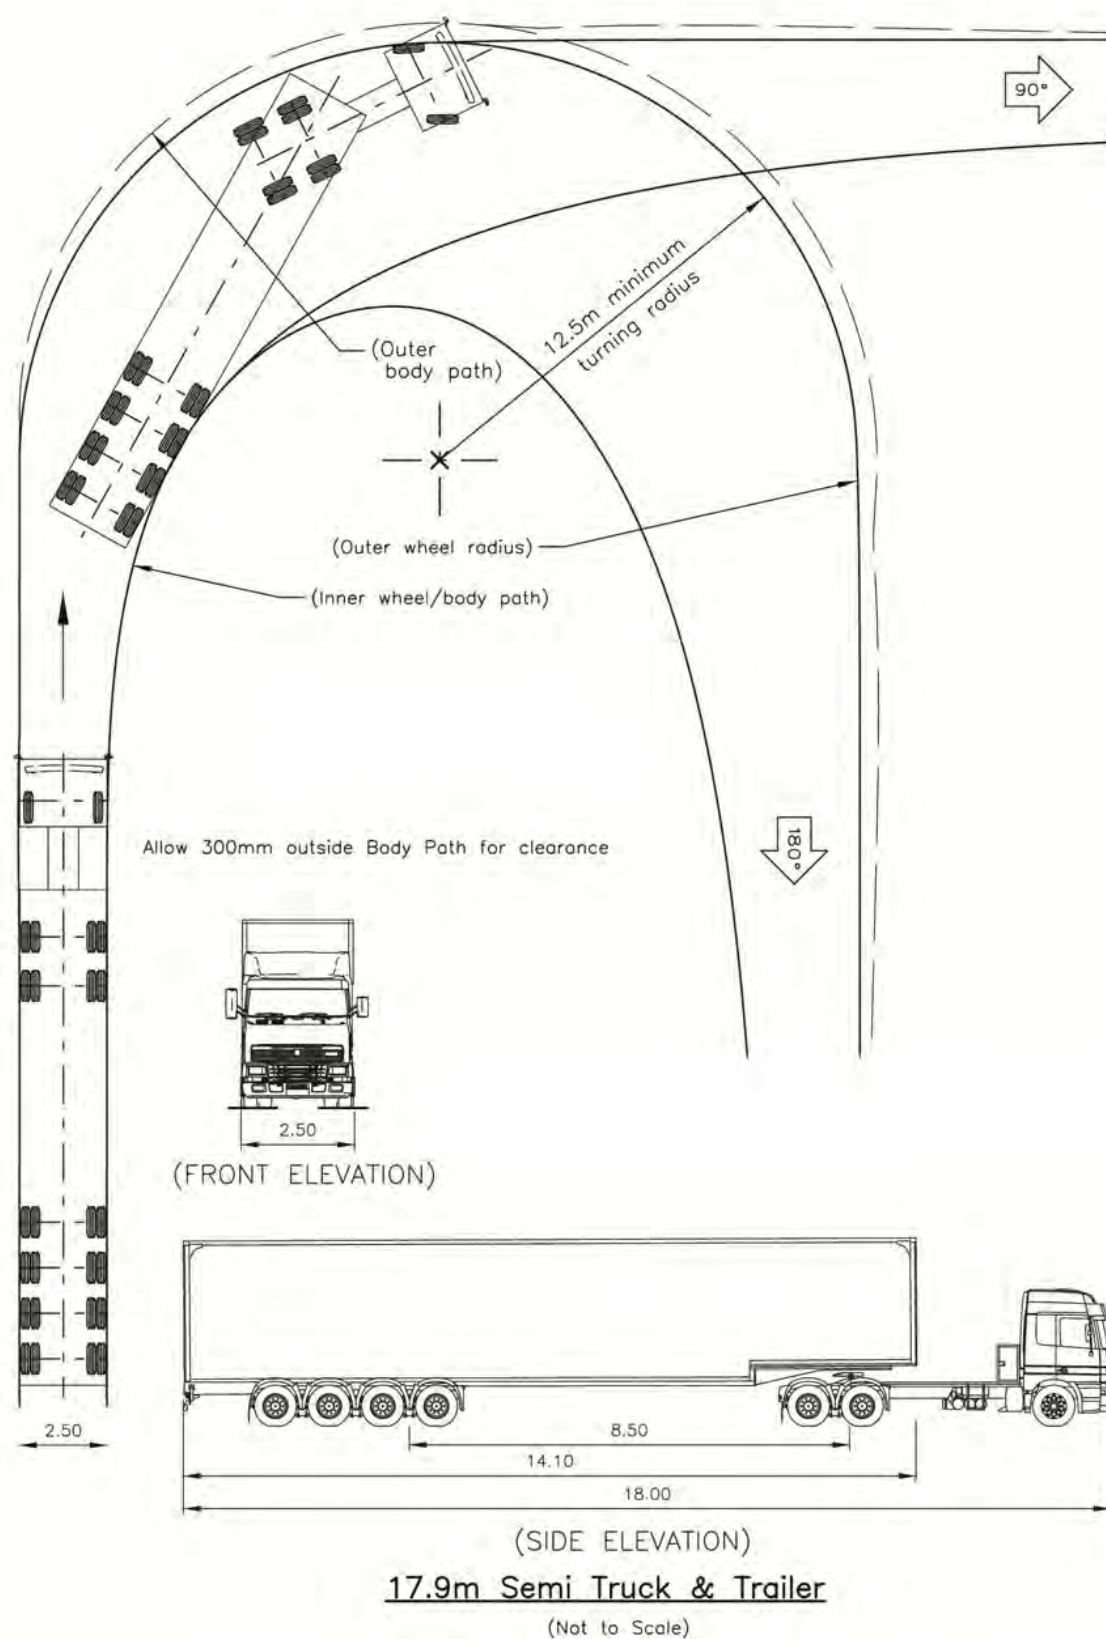 90°
12.5m minimum
turning radius
(Outer
body path)
(Outer wheel radius)
(Inner wheel/body path)
180°
Allow 300mm outside Body Path for clearance
2.50
(FRONT ELEVATION)
2.50
8.50
14.10
18.00
(SIDE ELEVATION)
17.9m Semi Truck & Trailer
(Not to Scale)